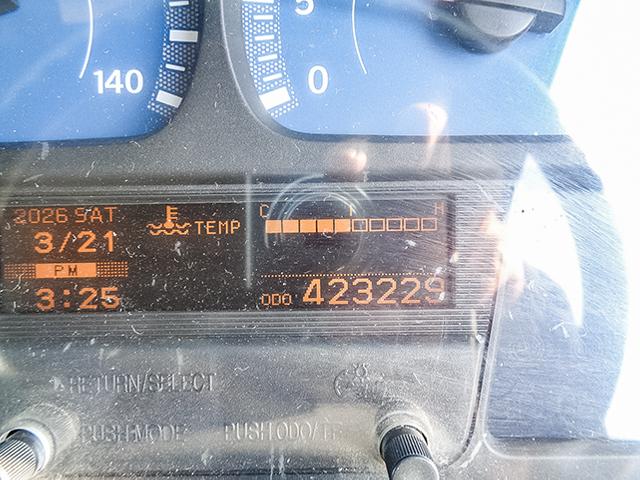 5
140
0
2026 SAT
3/21
PM
3:25
TEMP
C H
ODO 423229
RETURN/SELECT
PUSH:MODE PUSH:ODO/TRIP